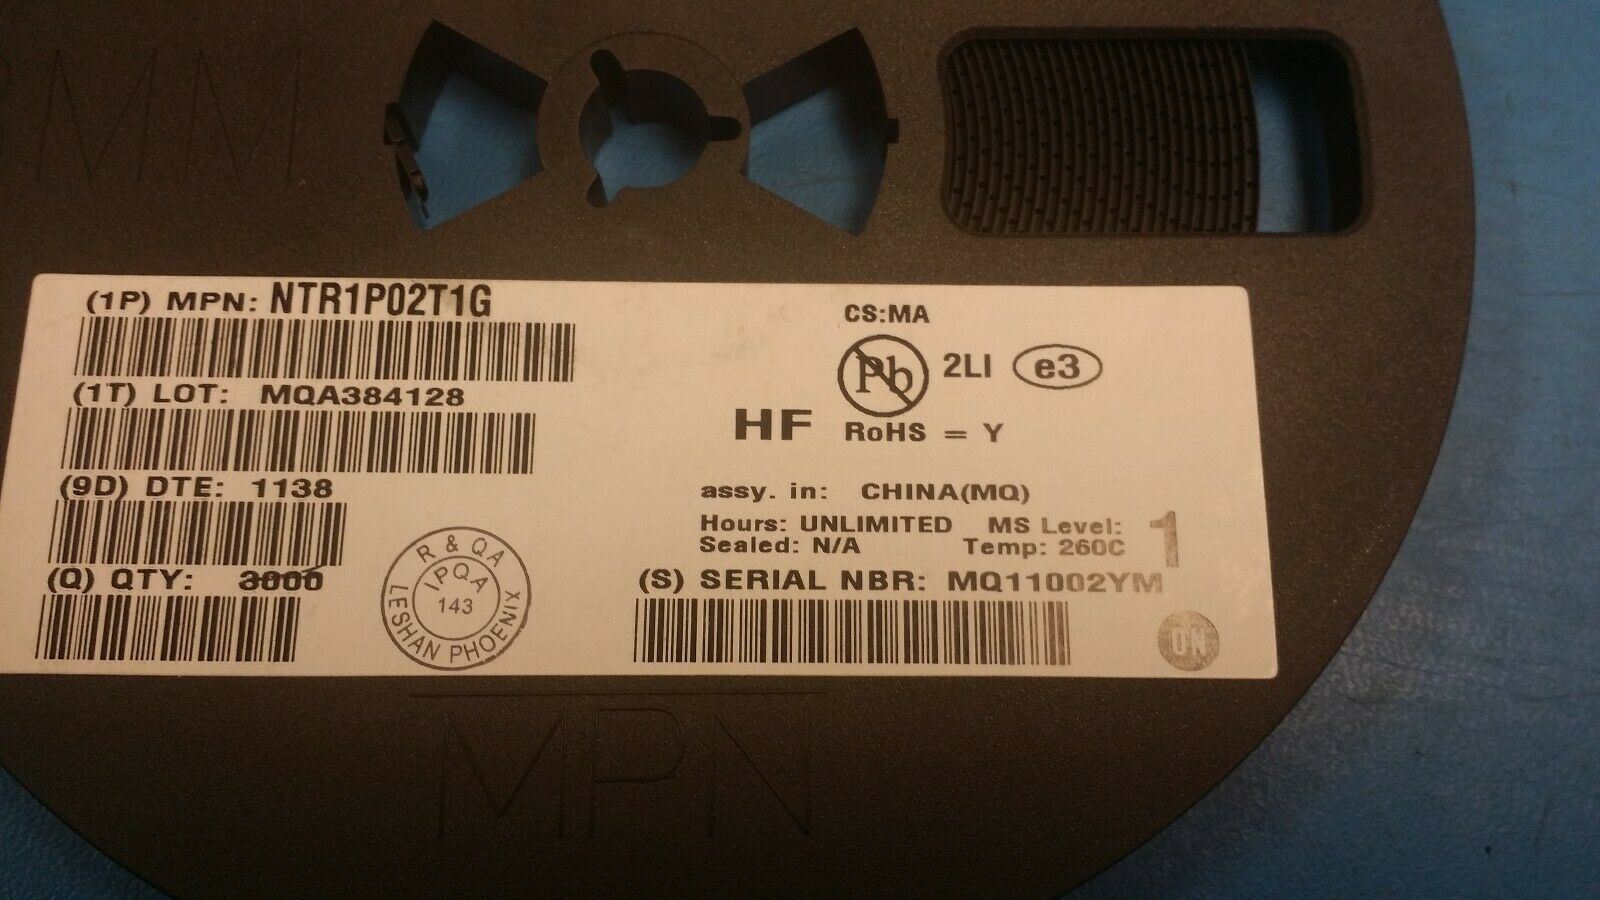 8MM
(1P) MPN: NTR1P02T1G
(1T) LOT: MQA384128
(9D) DTE: 1138
(Q) QTY: 3000
R & QA
IPQA
143
LESHAN PHOENIX
CS:MA
Pb
2LI
e3
HF
RoHS = Y
assy. in: CHINA(MQ)
Hours: UNLIMITED MS Level: 1
Sealed: N/A Temp: 260C
(S) SERIAL NBR: MQ11002YM
ON
MPN